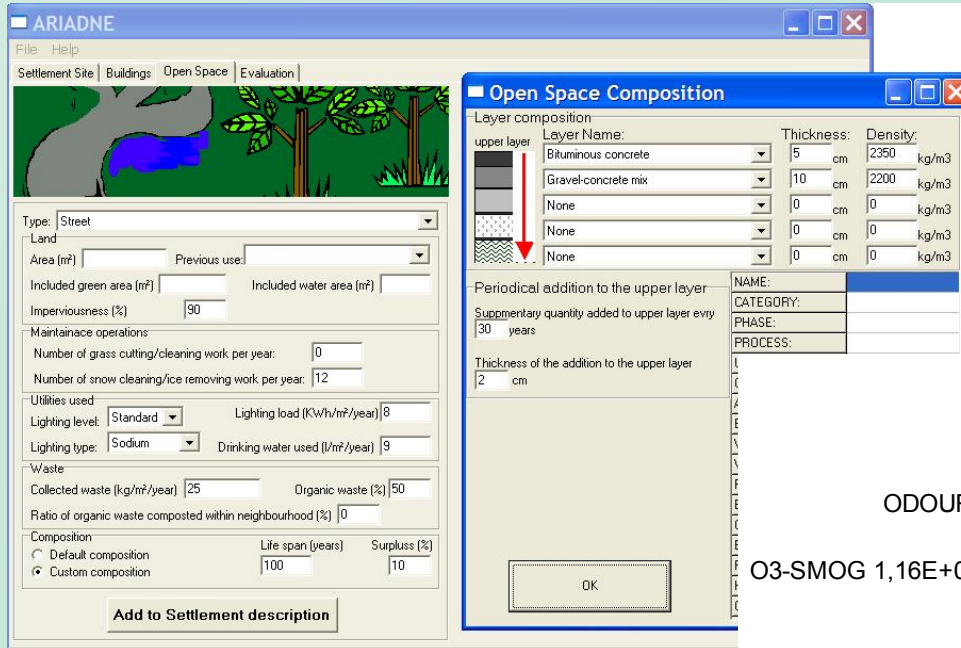 ARIADNE
File Help
Settlement Site Buildings Open Space Evaluation
Type: Street
Land
Area (m²) Previous use:
Included green area (m²) Included water area (m²)
Imperviousness (%) 90
Maintainace operations
Number of grass cutting/cleaning work per year: 0
Number of snow cleaning/ice removing work per year: 12
Utilities used
Lighting level: Standard Lighting load (KWh/m²/year) 8
Lighting type: Sodium Drinking water used (l/m²/year) 9
Waste
Collected waste (kg/m²/year) 25 Organic waste (%) 50
Ratio of organic waste composted within neighbourhood (%) 0
Composition
Default composition Life span (years) Surpluss (%)
Custom composition 100 10
Add to Settlement description
Open Space Composition
Layer composition
upper layer Layer Name: Thickness: Density:
Bituminous concrete 5 cm 2350 kg/m3
Gravel-concrete mix 10 cm 2200 kg/m3
None 0 cm 0 kg/m3
None 0 cm 0 kg/m3
None 0 cm 0 kg/m3
Periodical addition to the upper layer
Suppmentary quantity added to upper layer evry
30 years
Thickness of the addition to the upper layer
2 cm
OK
NAME:
CATEGORY:
PHASE:
PROCESS:
ODOUR
O3-SMOG 1,16E+0